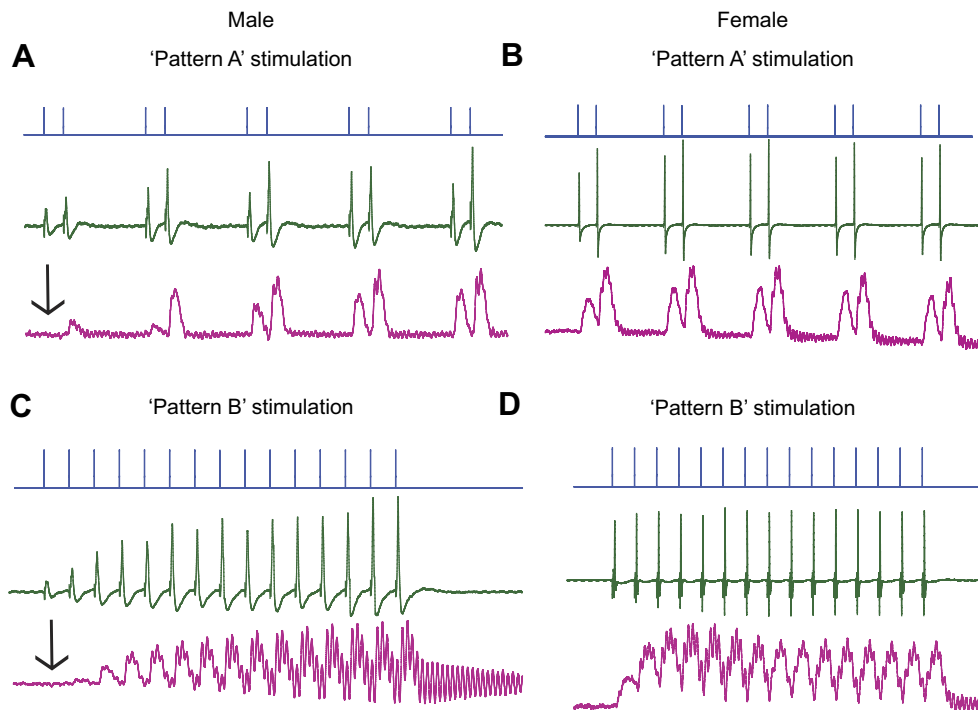 Male
Female
A
'Pattern A' stimulation
B
'Pattern A' stimulation
C
'Pattern B' stimulation
D
'Pattern B' stimulation